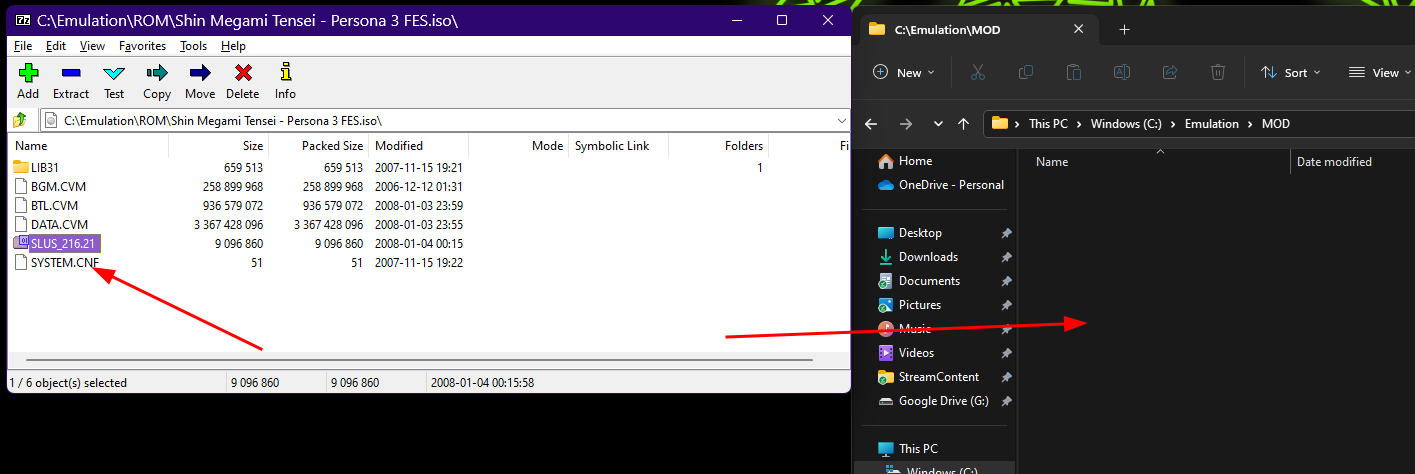 C:\Emulation\ROM\Shin Megami Tensei - Persona 3 FES.iso\
File Edit View Favorites Tools Help
Add Extract Test Copy Move Delete Info
C:\Emulation\ROM\Shin Megami Tensei - Persona 3 FES.iso\
Name Size Packed Size Modified Mode Symbolic Link Folders Fi
LIB31 659 513 659 513 2007-11-15 19:21 1
BGM.CVM 258 899 968 258 899 968 2006-12-12 01:31
BTL.CVM 936 579 072 936 579 072 2008-01-03 23:59
DATA.CVM 3 367 428 096 3 367 428 096 2008-01-03 23:55
SLUS_216.21 9 096 860 9 096 860 2008-01-04 00:15
SYSTEM.CNF 51 51 2007-11-15 19:22
1 / 6 object(s) selected 9 096 860 9 096 860 2008-01-04 00:15:58
C:\Emulation\MOD
New Sort View
This PC Windows (C:) Emulation MOD
Name Date modified
Home
OneDrive - Personal
Desktop
Downloads
Documents
Pictures
Music
Videos
StreamContent
Google Drive (G:)
This PC
Windows (C:)